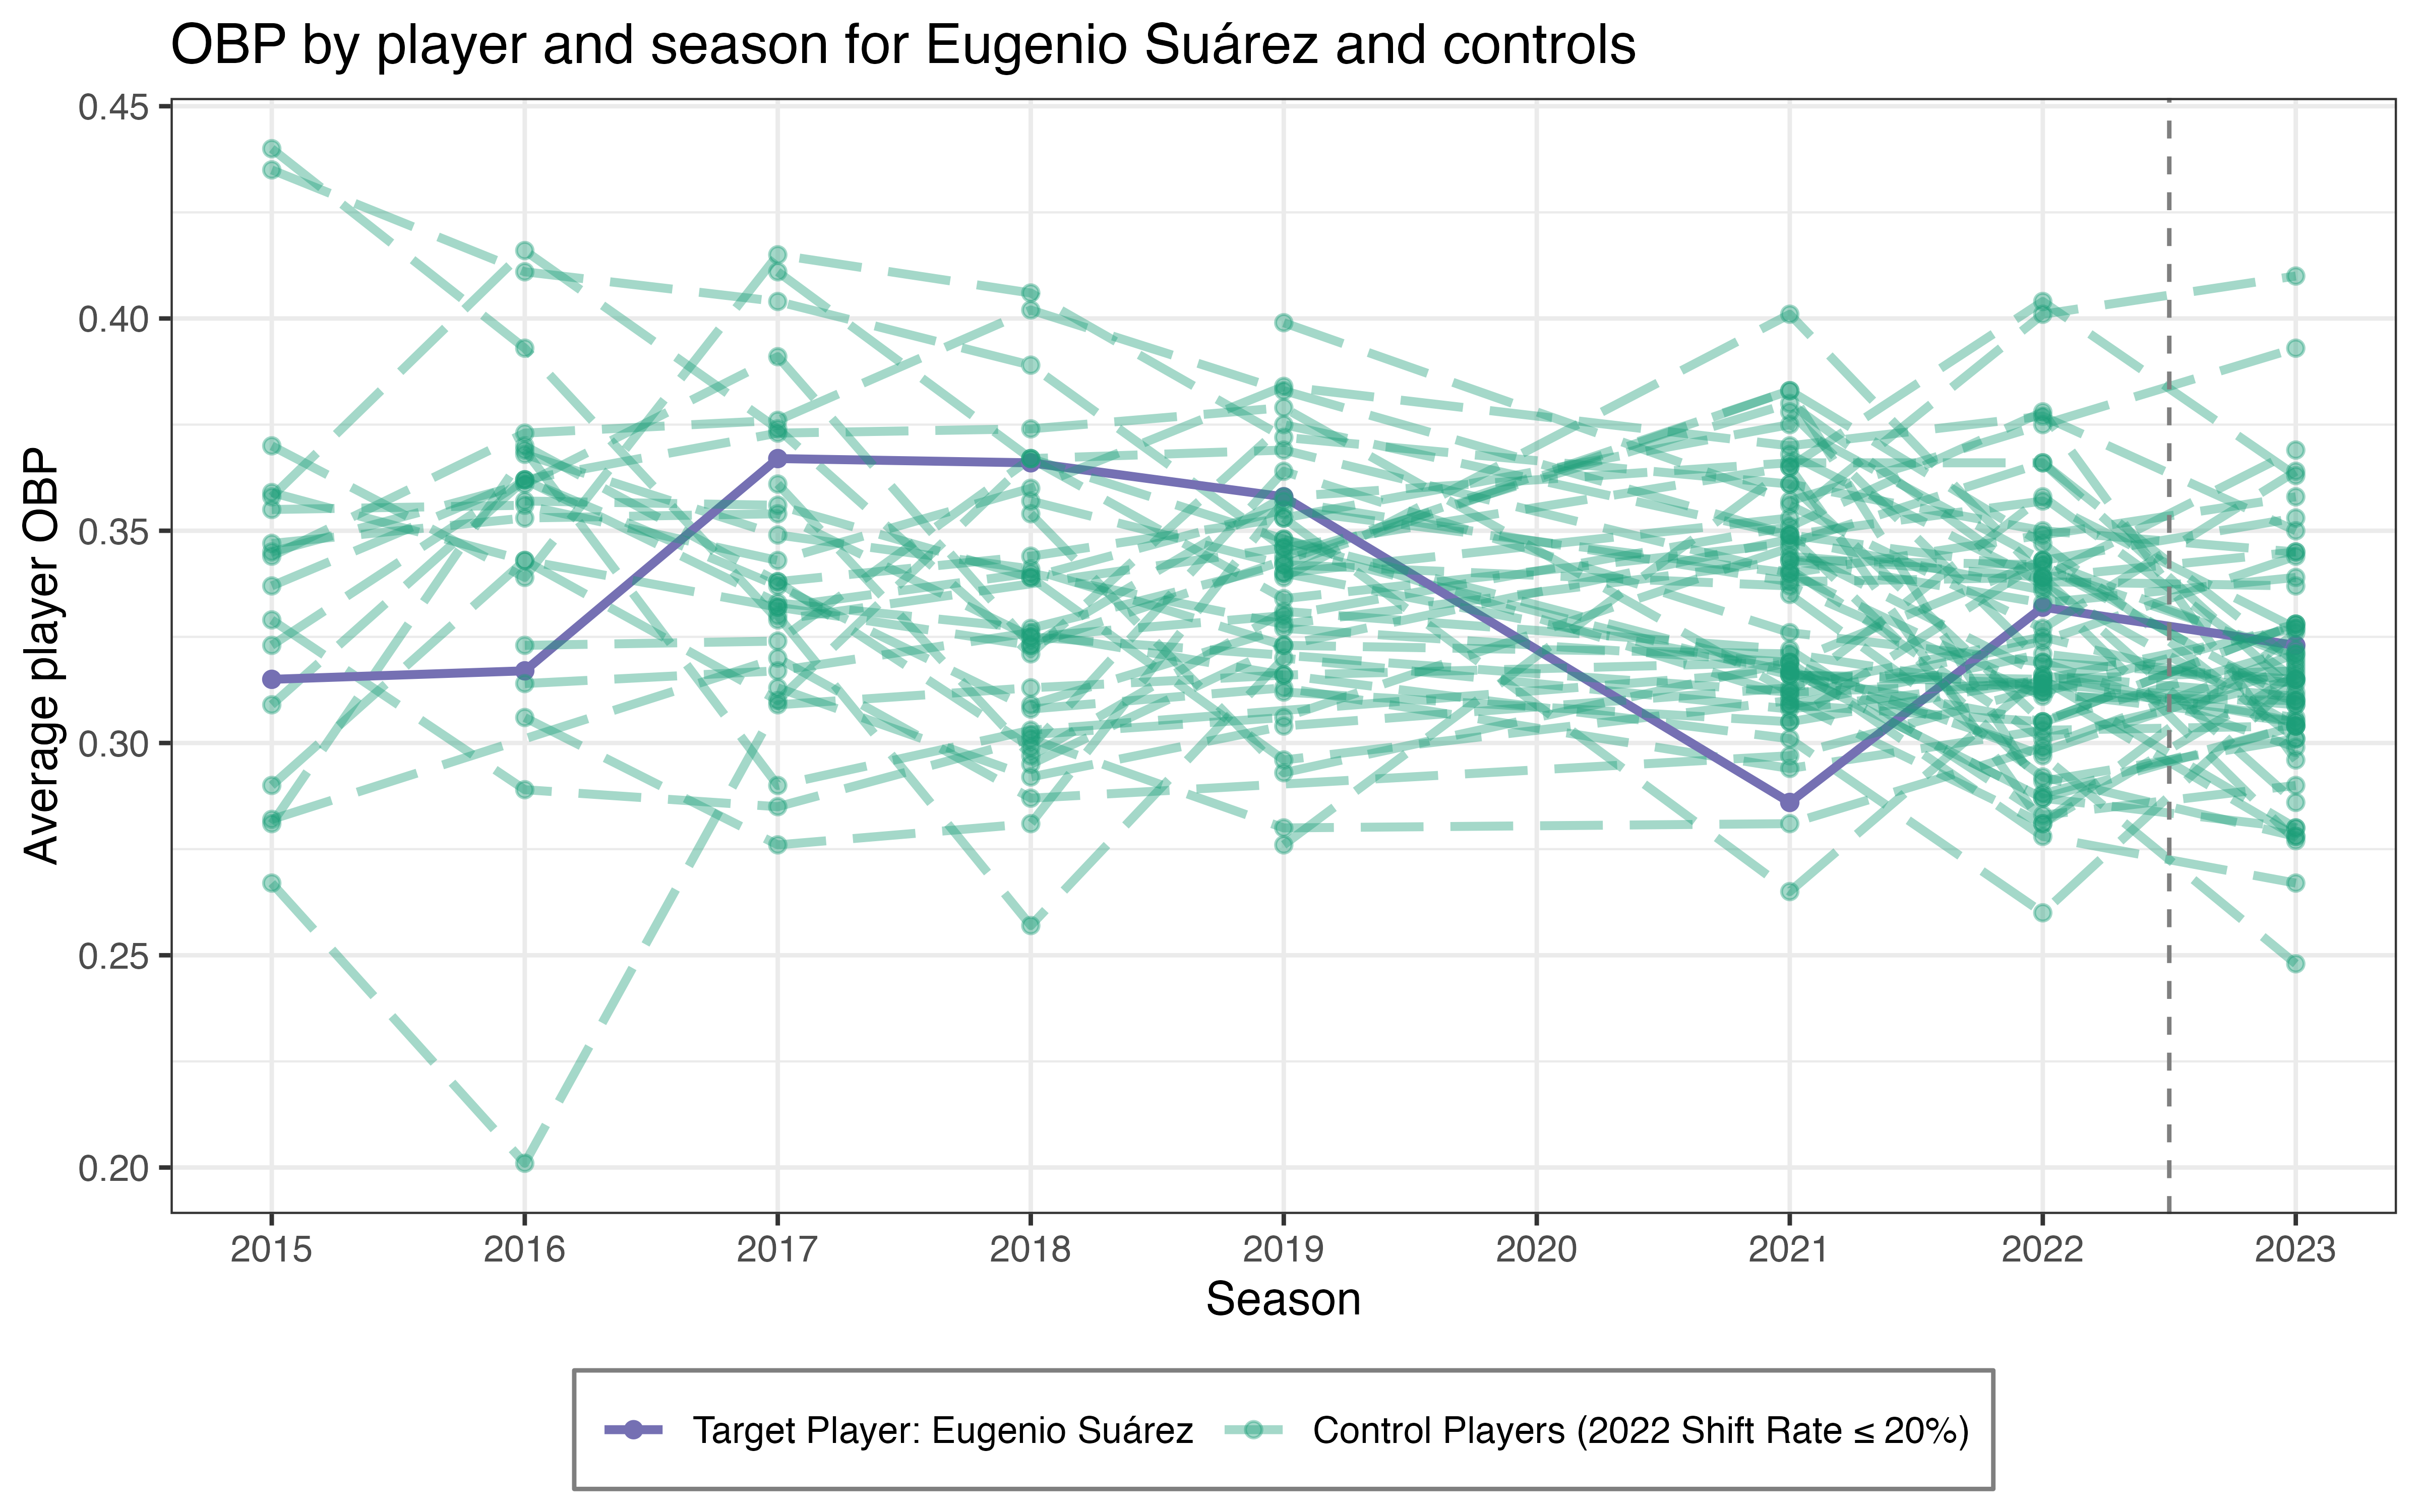 OBP by player and season for Eugenio Suárez and controls
Average player OBP
0.45
0.40
0.35
0.30
0.25
0.20
2015 2016 2017 2018 2019 2020 2021 2022 2023
Season
Target Player: Eugenio Suárez Control Players (2022 Shift Rate ≤ 20%)